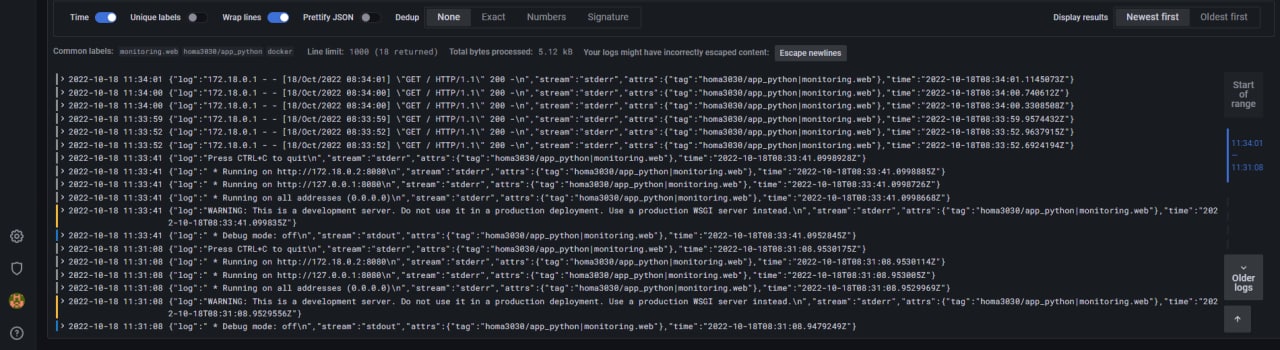 Time Unique labels Wrap lines Prettify JSON Dedup None Exact Numbers Signature Display results Newest first Oldest first
Common labels: monitoring.web homa3030/app_python docker Line limit: 1000 (18 returned) Total bytes processed: 5.12 kB Your logs might have incorrectly escaped content: Escape newlines
2022-10-18 11:34:01 {"log":"172.18.0.1 - - [18/Oct/2022 08:34:01] \"GET / HTTP/1.1\" 200 -\n","stream":"stderr","attrs":{"tag":"homa3030/app_python|monitoring.web"},"time":"2022-10-18T08:34:01.1145073Z"}
2022-10-18 11:34:00 {"log":"172.18.0.1 - - [18/Oct/2022 08:34:00] \"GET / HTTP/1.1\" 200 -\n","stream":"stderr","attrs":{"tag":"homa3030/app_python|monitoring.web"},"time":"2022-10-18T08:34:00.740612Z"}
2022-10-18 11:34:00 {"log":"172.18.0.1 - - [18/Oct/2022 08:34:00] \"GET / HTTP/1.1\" 200 -\n","stream":"stderr","attrs":{"tag":"homa3030/app_python|monitoring.web"},"time":"2022-10-18T08:34:00.3308508Z"}
2022-10-18 11:33:59 {"log":"172.18.0.1 - - [18/Oct/2022 08:33:59] \"GET / HTTP/1.1\" 200 -\n","stream":"stderr","attrs":{"tag":"homa3030/app_python|monitoring.web"},"time":"2022-10-18T08:33:59.9574432Z"}
2022-10-18 11:33:52 {"log":"172.18.0.1 - - [18/Oct/2022 08:33:52] \"GET / HTTP/1.1\" 200 -\n","stream":"stderr","attrs":{"tag":"homa3030/app_python|monitoring.web"},"time":"2022-10-18T08:33:52.9637915Z"}
2022-10-18 11:33:52 {"log":"172.18.0.1 - - [18/Oct/2022 08:33:52] \"GET / HTTP/1.1\" 200 -\n","stream":"stderr","attrs":{"tag":"homa3030/app_python|monitoring.web"},"time":"2022-10-18T08:33:52.6924194Z"}
2022-10-18 11:33:41 {"log":"Press CTRL+C to quit\n","stream":"stderr","attrs":{"tag":"homa3030/app_python|monitoring.web"},"time":"2022-10-18T08:33:41.0998928Z"}
2022-10-18 11:33:41 {"log":" * Running on http://172.18.0.2:8080\n","stream":"stderr","attrs":{"tag":"homa3030/app_python|monitoring.web"},"time":"2022-10-18T08:33:41.0998885Z"}
2022-10-18 11:33:41 {"log":" * Running on http://127.0.0.1:8080\n","stream":"stderr","attrs":{"tag":"homa3030/app_python|monitoring.web"},"time":"2022-10-18T08:33:41.0998726Z"}
2022-10-18 11:33:41 {"log":" * Running on all addresses (0.0.0.0)\n","stream":"stderr","attrs":{"tag":"homa3030/app_python|monitoring.web"},"time":"2022-10-18T08:33:41.0998668Z"}
2022-10-18 11:33:41 {"log":"WARNING: This is a development server. Do not use it in a production deployment. Use a production WSGI server instead.\n","stream":"stderr","attrs":{"tag":"homa3030/app_python|monitoring.web"},"time":"202
2-10-18T08:33:41.099835Z"}
2022-10-18 11:33:41 {"log":" * Debug mode: off\n","stream":"stdout","attrs":{"tag":"homa3030/app_python|monitoring.web"},"time":"2022-10-18T08:33:41.0952845Z"}
2022-10-18 11:31:08 {"log":"Press CTRL+C to quit\n","stream":"stderr","attrs":{"tag":"homa3030/app_python|monitoring.web"},"time":"2022-10-18T08:31:08.9530175Z"}
2022-10-18 11:31:08 {"log":" * Running on http://172.18.0.2:8080\n","stream":"stderr","attrs":{"tag":"homa3030/app_python|monitoring.web"},"time":"2022-10-18T08:31:08.9530114Z"}
2022-10-18 11:31:08 {"log":" * Running on http://127.0.0.1:8080\n","stream":"stderr","attrs":{"tag":"homa3030/app_python|monitoring.web"},"time":"2022-10-18T08:31:08.953005Z"}
2022-10-18 11:31:08 {"log":" * Running on all addresses (0.0.0.0)\n","stream":"stderr","attrs":{"tag":"homa3030/app_python|monitoring.web"},"time":"2022-10-18T08:31:08.9529969Z"}
2022-10-18 11:31:08 {"log":"WARNING: This is a development server. Do not use it in a production deployment. Use a production WSGI server instead.\n","stream":"stderr","attrs":{"tag":"homa3030/app_python|monitoring.web"},"time":"202
2-10-18T08:31:08.9529556Z"}
2022-10-18 11:31:08 {"log":" * Debug mode: off\n","stream":"stdout","attrs":{"tag":"homa3030/app_python|monitoring.web"},"time":"2022-10-18T08:31:08.9479249Z"}
Start
of
range
11:34:01
—
11:31:08
Older
logs